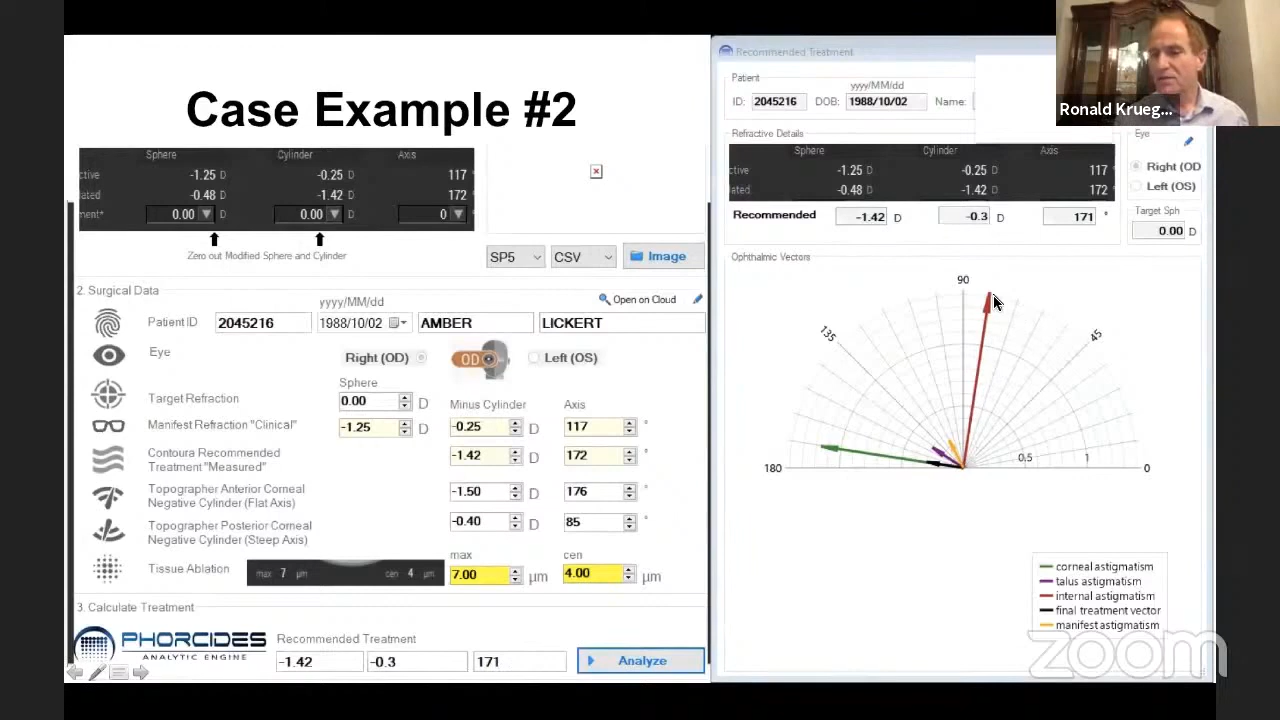 Case Example #2
Sphere Cylinder Axis
ctive -1.25 D -0.25 D 117 °
ated -0.48 D -1.42 D 172 °
ment* 0.00 D 0.00 D 0
Zero out Modified Sphere and Cylinder
SP5 CSV Image
2. Surgical Data
yyyy/MM/dd
Open on Cloud
Patient ID 2045216 1988/10/02 AMBER LICKERT
Eye Right (OD) OD Left (OS)
Sphere
Target Refraction 0.00 D
Minus Cylinder Axis
Manifest Refraction "Clinical" -1.25 D -0.25 D 117 °
Contoura Recommended
Treatment "Measured" -1.42 D 172 °
Topographer Anterior Corneal
Negative Cylinder (Flat Axis) -1.50 D 176 °
Topographer Posterior Corneal
Negative Cylinder (Steep Axis) -0.40 D 85 °
max cen
Tissue Ablation max 7 µm cen 4 µm 7.00 µm 4.00 µm
3. Calculate Treatment
PHORCIDES
ANALYTIC ENGINE
Recommended Treatment
-1.42 -0.3 171 Analyze
Recommended Treatment
Patient
yyyy/MM/dd
ID: 2045216 DOB: 1988/10/02 Name:
Ronald Krueg...
Refractive Details
Sphere Cylinder Axis
ctive -1.25 D -0.25 D 117
ated -0.48 D -1.42 D 172
Recommended -1.42 D -0.3 D 171 °
Eye
Right (OD
Left (OS)
Target Sph
0.00 D
Ophthalmic Vectors
90
135 45
180 0.5 1 0
corneal astigmatism
talus astigmatism
internal astigmatism
final treatment vector
manifest astigmatism
zoom